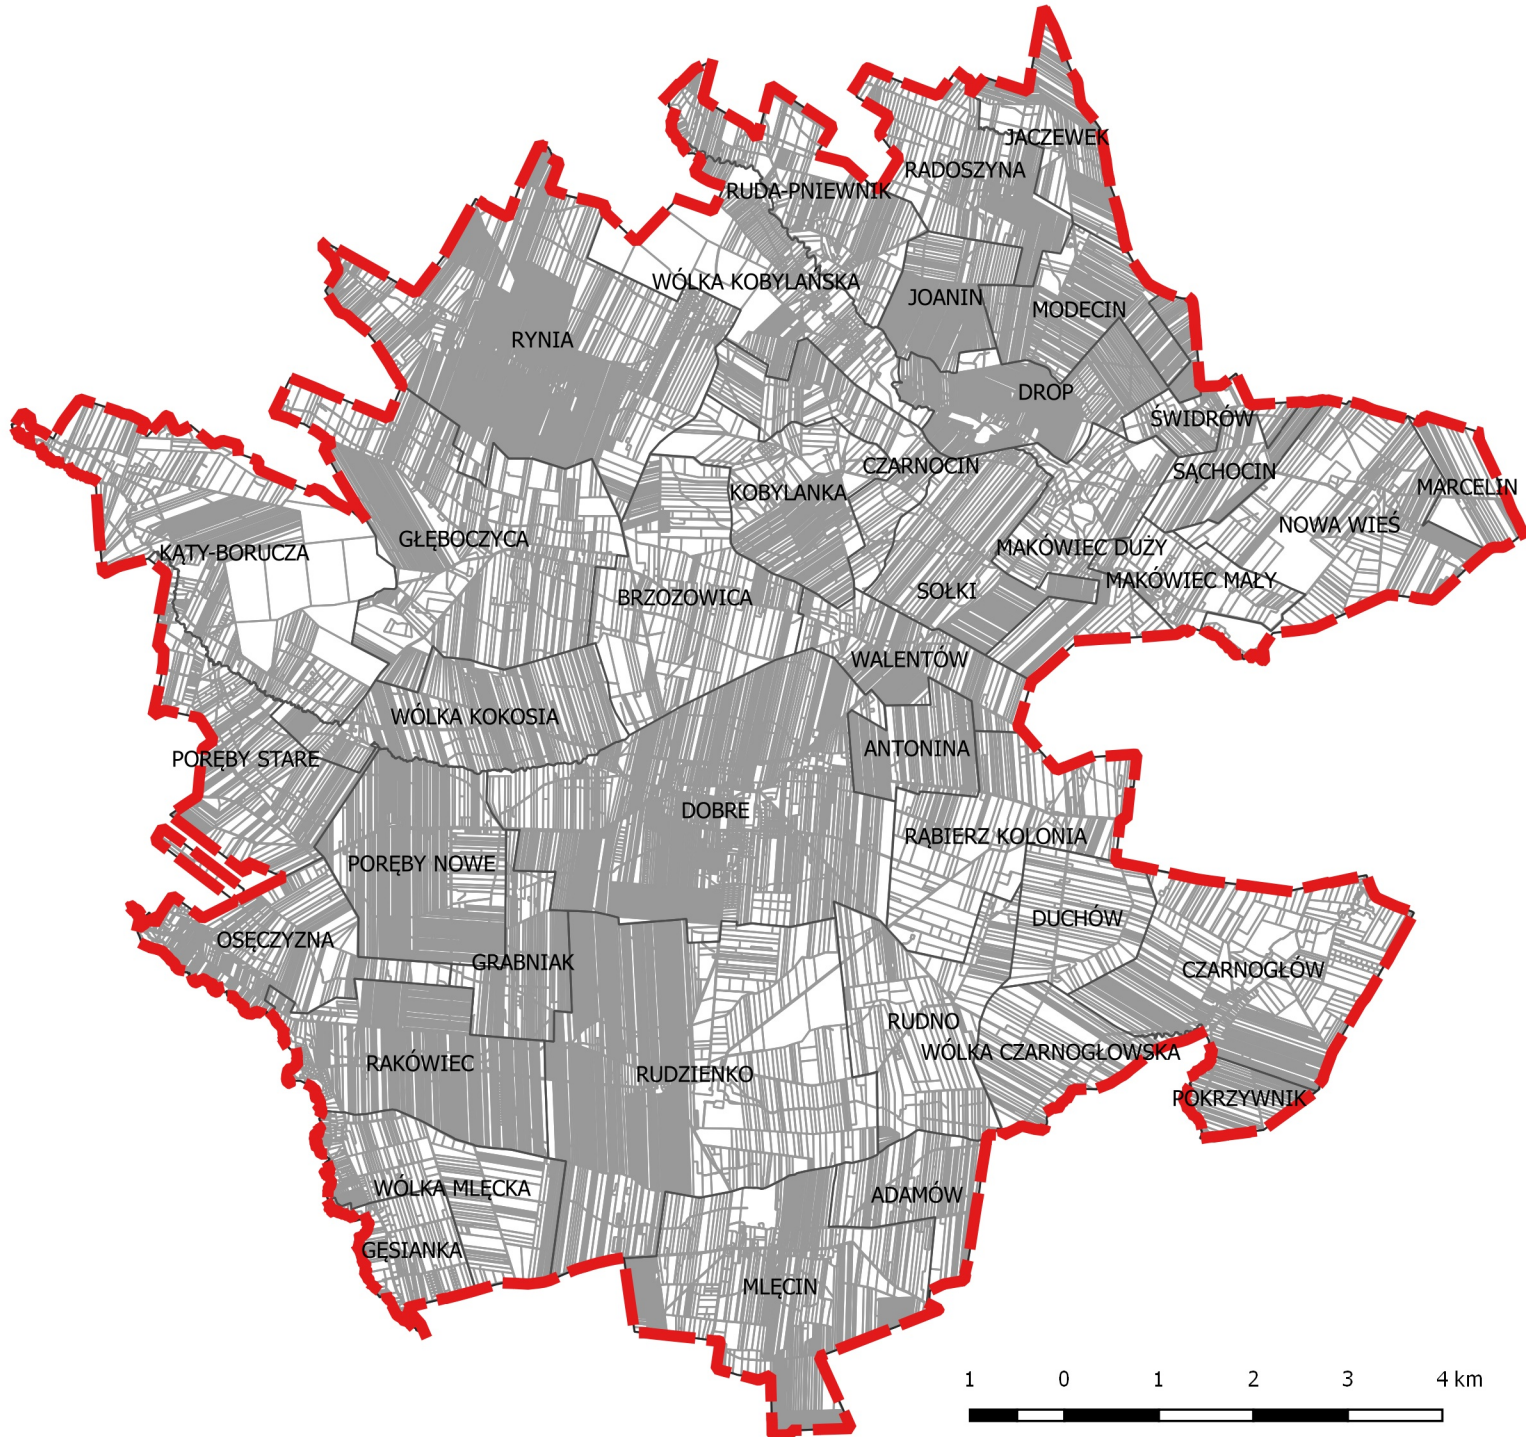 JACZEWEK
RADOSZYNA
RUDA-PNIEWNIK
WÓLKA KOBYLAŃSKA
JOANIN
MODECIN
RYNIA
DROP
ŚWIDRÓW
CZARNOCIN
SĄCHOCIN
MARCELIN
KOBYLANKA
NOWA WIEŚ
GŁĘBOCZYCA
MAKÓWIEC DUŻY
KĄTY-BORUCZA
MAKÓWIEC MAŁY
BRZOZOWICA
SOŁKI
WALENTÓW
WÓLKA KOKOSIA
ANTONINA
PORĘBY STARE
DOBRE
RĄBIERZ KOLONIA
PORĘBY NOWE
DUCHÓW
OSĘCZYZNA
GRABNIAK
CZARNOGŁÓW
RUDNO
WÓLKA CZARNOGŁOWSKA
RAKÓWIEC
RUDZIENKO
POKRZYWNIK
WÓLKA MLĘCKA
ADAMÓW
GĘSIANKA
MLĘCIN
1 0 1 2 3 4 km